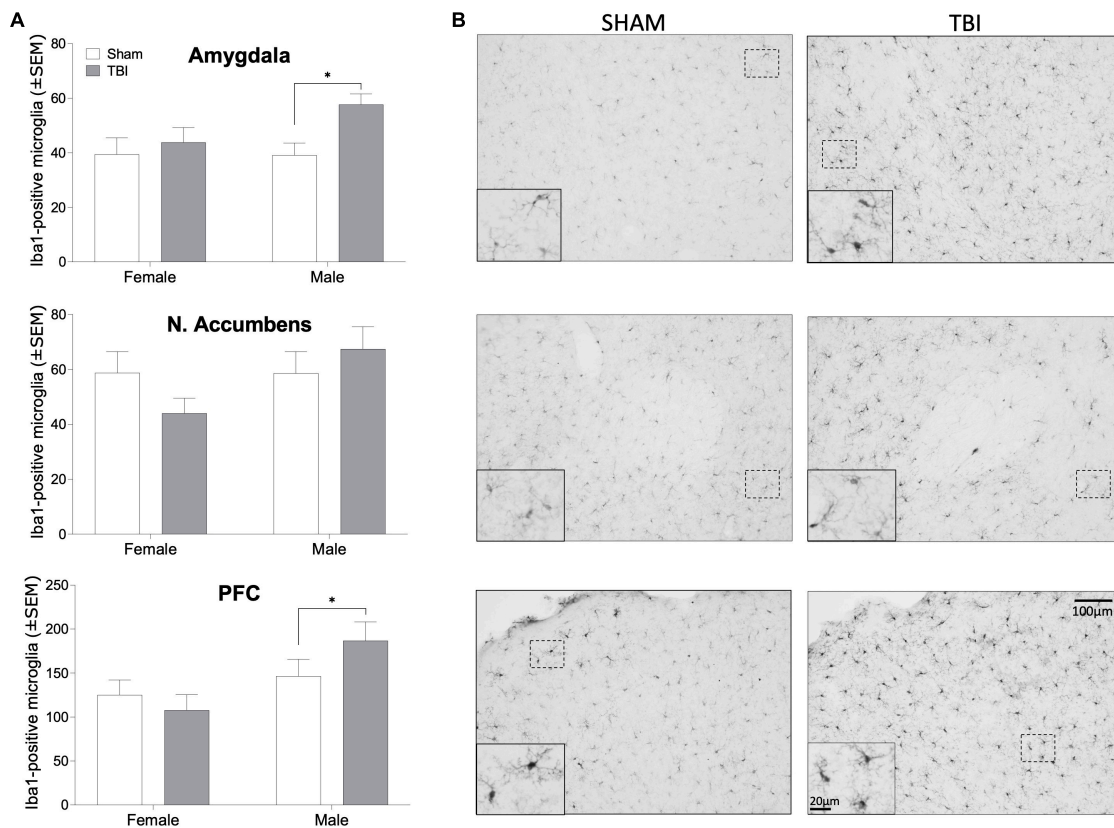 A
Amygdala
Sham
TBI
*
Iba1-positive microglia (±SEM)
80
60
40
20
0
Female
Male
N. Accumbens
Iba1-positive microglia (±SEM)
80
60
40
20
0
Female
Male
PFC
*
Iba1-positive microglia (±SEM)
250
200
150
100
50
0
Female
Male
B
SHAM
TBI
100µm
20µm